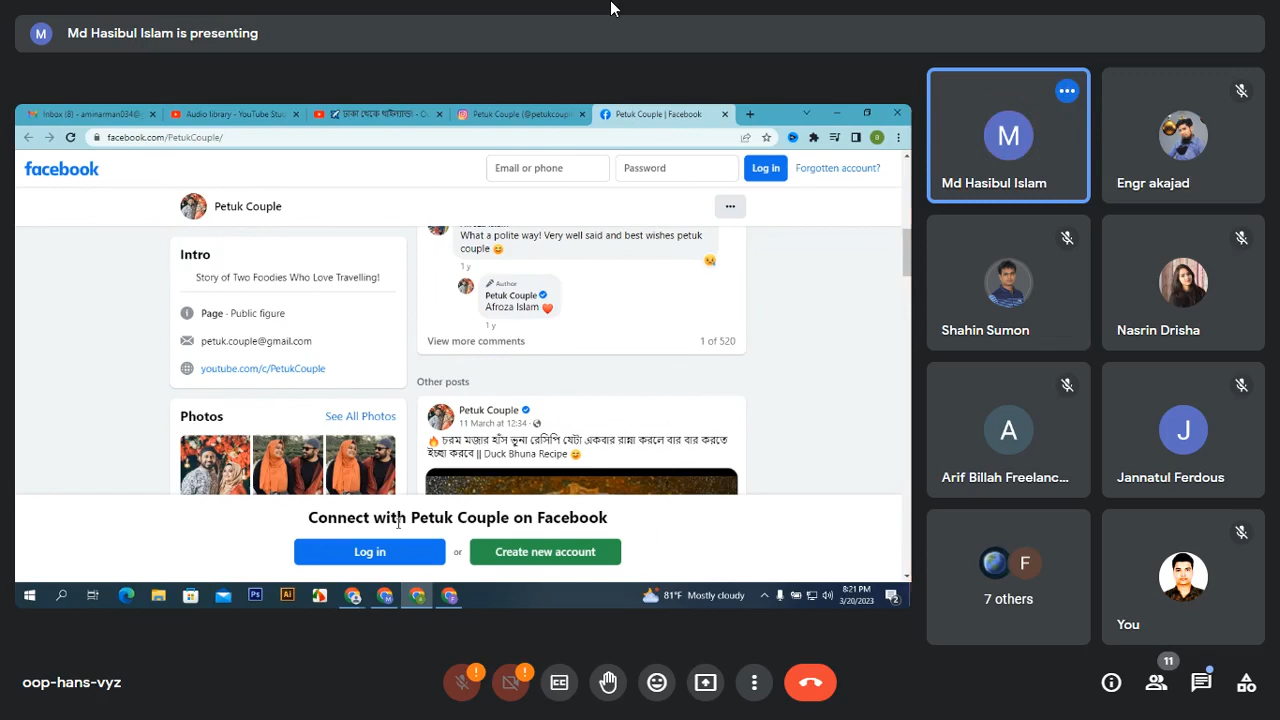 Md Hasibul Islam is presenting
M
Inbox (8) - aminarman034@
Audio library - YouTube Stud
Petuk Couple (@petukcoupl
Petuk Couple | Facebook
facebook.com/PetukCouple/
facebook
Email or phone
Password
Log in
Forgotten account?
Petuk Couple
Intro
Story of Two Foodies Who Love Travelling!
Page · Public figure
petuk.couple@gmail.com
youtube.com/c/PetukCouple
Photos
See All Photos
What a polite way! Very well said and best wishes petuk
couple 😊
1 y
Author
Petuk Couple
Afroza Islam ❤️
1 y
View more comments
1 of 520
Other posts
Petuk Couple
11 March at 12:34
🔥 চরম মজার হাঁস ভুনা রেসিপি যেটা একবার রান্না করলে বার বার করতে
ইচ্ছা করবে || Duck Bhuna Recipe 😋
Connect with Petuk Couple on Facebook
Log in
or
Create new account
81°F Mostly cloudy
8:21 PM
3/20/2023
2
M
Md Hasibul Islam
Engr akajad
Shahin Sumon
Nasrin Drisha
A
Arif Billah Freelanc...
J
Jannatul Ferdous
F
7 others
You
oop-hans-vyz
11